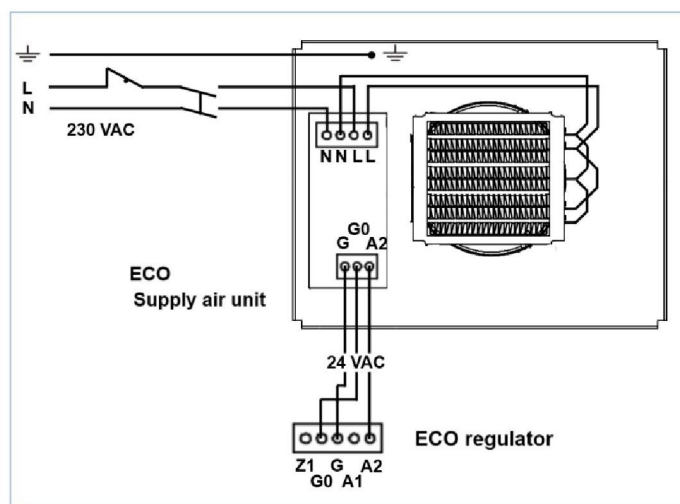 L
N
230 VAC
N N L L
G0
G A2
ECO
Supply air unit
24 VAC
ECO regulator
Z1 G A2
G0 A1